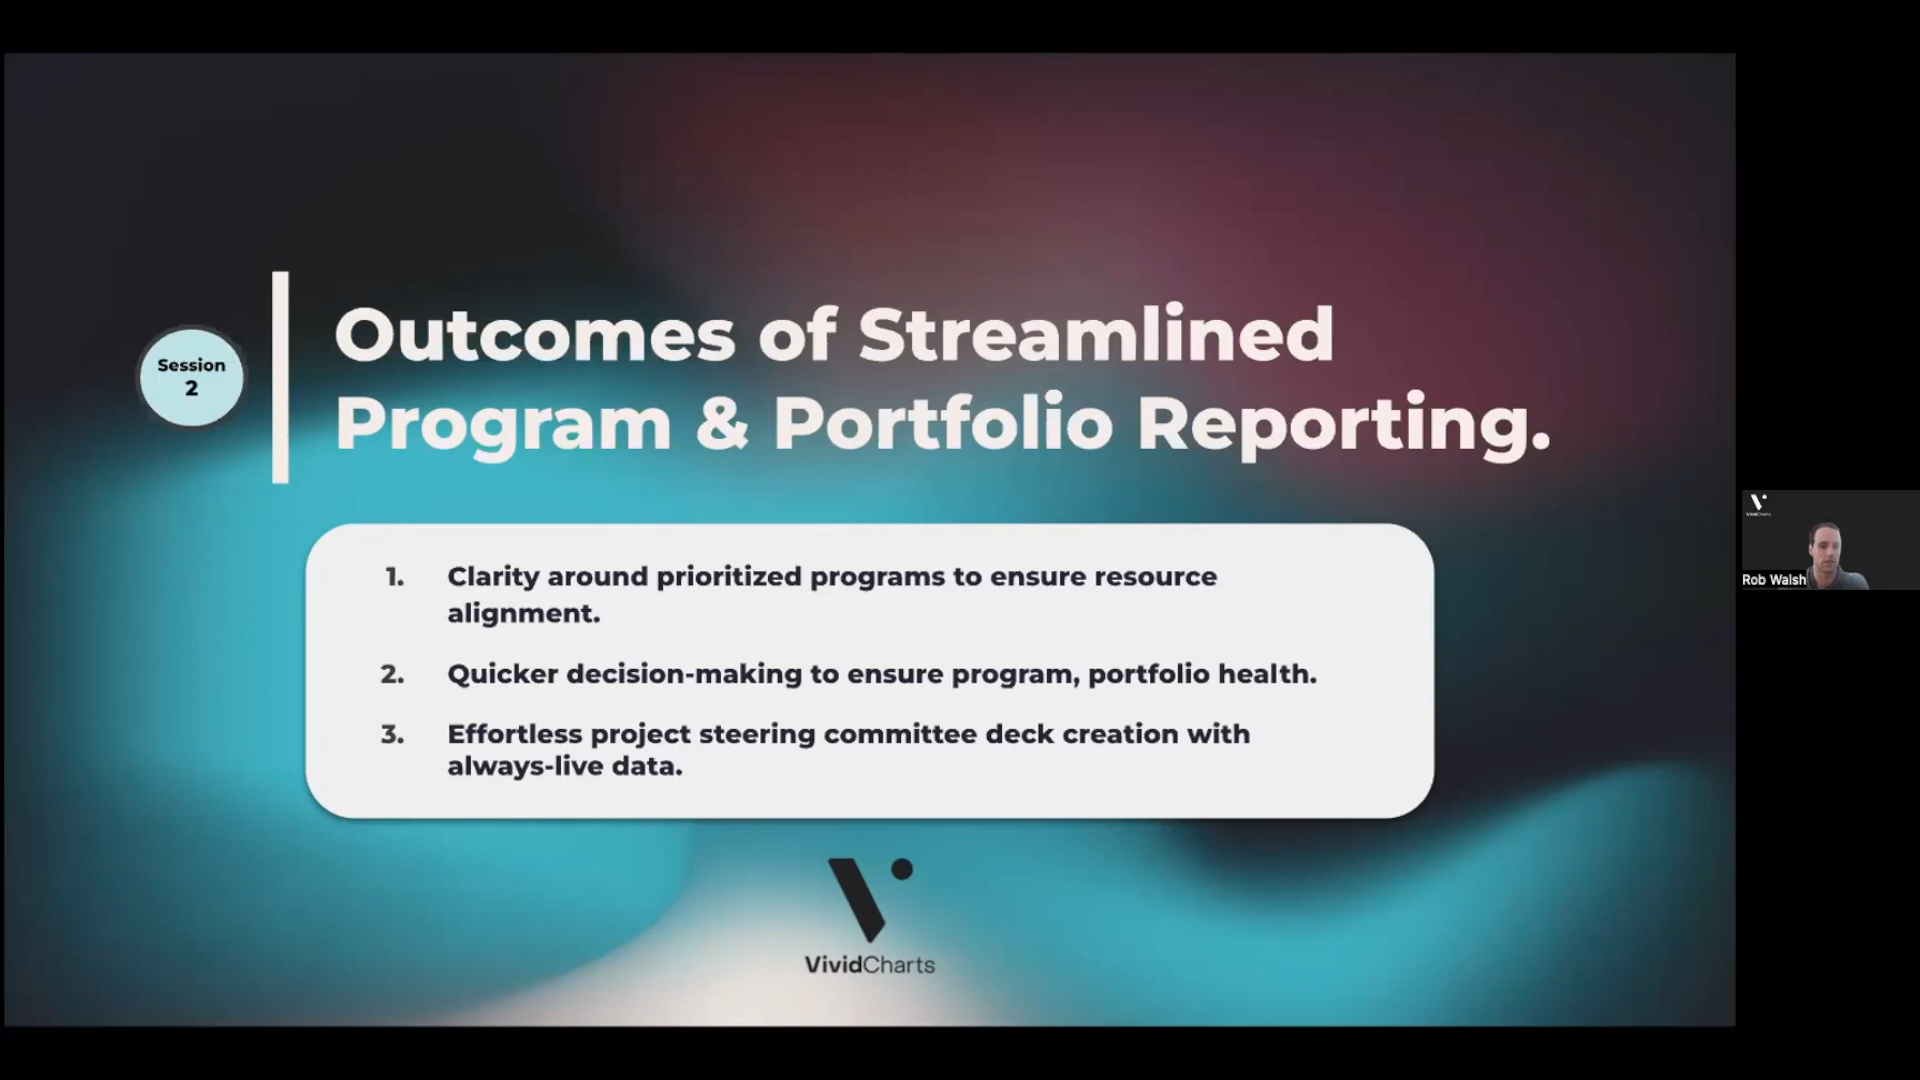 Session
2
Outcomes of Streamlined
Program & Portfolio Reporting.
1. Clarity around prioritized programs to ensure resource
alignment.
2. Quicker decision-making to ensure program, portfolio health.
3. Effortless project steering committee deck creation with
always-live data.
VividCharts
VividCharts
Rob Walsh